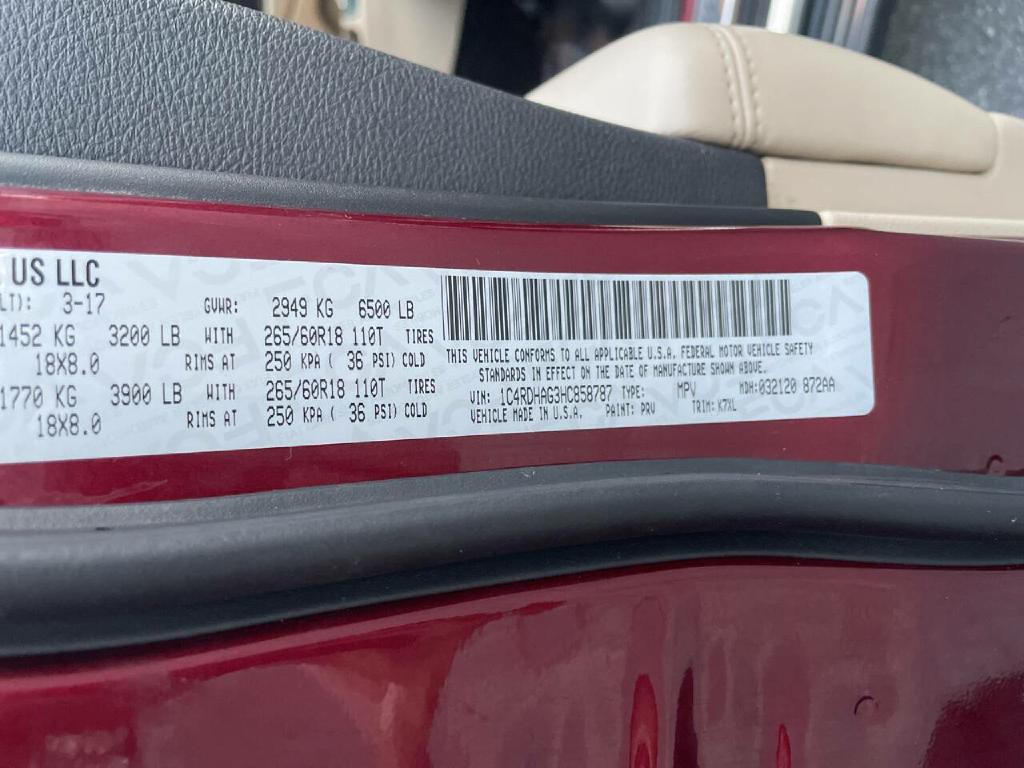 US LLC
LT): 3-17 GVWR: 2949 KG 6500 LB
1452 KG 3200 LB WITH 265/60R18 110T TIRES
18X8.0 RIMS AT 250 KPA ( 36 PSI) COLD
1770 KG 3900 LB WITH 265/60R18 110T TIRES
18X8.0 RIMS AT 250 KPA ( 36 PSI) COLD
THIS VEHICLE CONFORMS TO ALL APPLICABLE U.S.A. FEDERAL MOTOR VEHICLE SAFETY
STANDARDS IN EFFECT ON THE DATE OF MANUFACTURE SHOWN ABOVE.
VIN: 1C4RDHAG3HC858787 TYPE: MPV MDH:032120 872AA
VEHICLE MADE IN U.S.A. PAINT: PRV TRIM: K7XL